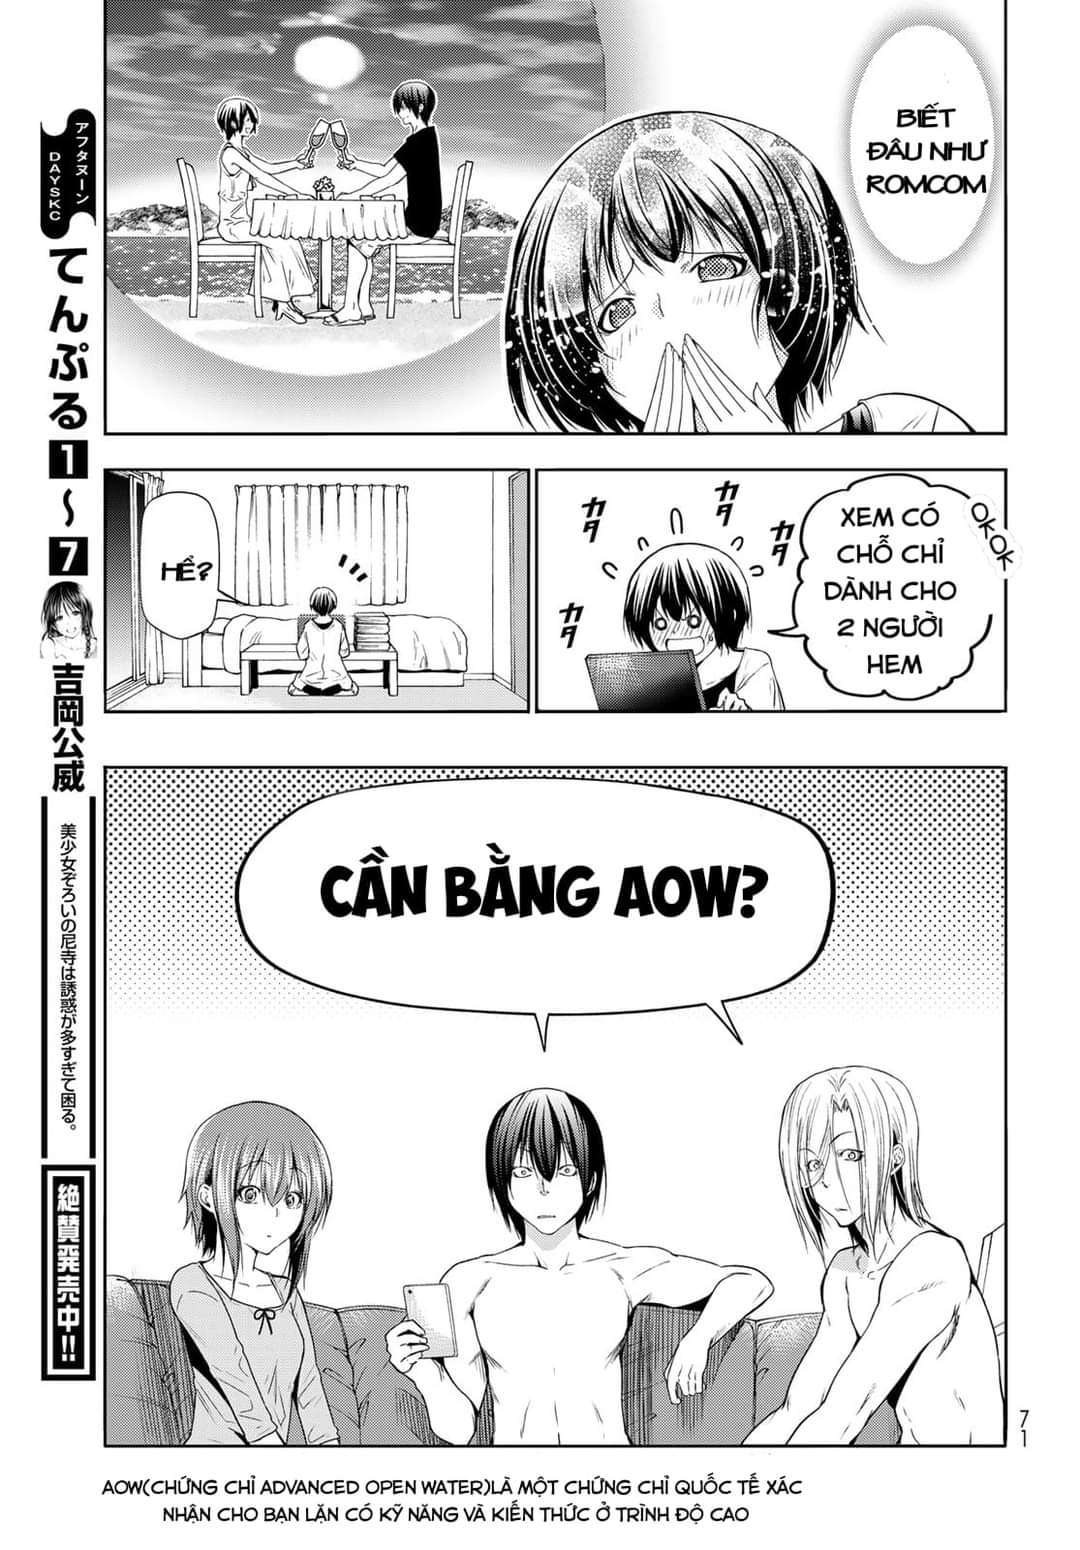 BIẾT
ĐÂU NHƯ
ROMCOM
XEM CÓ
CHỖ CHỈ
DÀNH CHO
2 NGƯỜI
HEM
OKOK
カタ
カタ
カタ
カタ
HỀ?
CẦN BẰNG AOW?
AOW(CHỨNG CHỈ ADVANCED OPEN WATER)LÀ MỘT CHỨNG CHỈ QUỐC TẾ XÁC
NHẬN CHO BẠN LẶN CÓ KỸ NĂNG VÀ KIẾN THỨC Ở TRÌNH ĐỘ CAO
71
アフタヌーン
DAYSKC
てんぷる1～7
吉岡公威
美少女ぞろいの尼寺は誘惑が多すぎて困る。
絶賛発売中!!